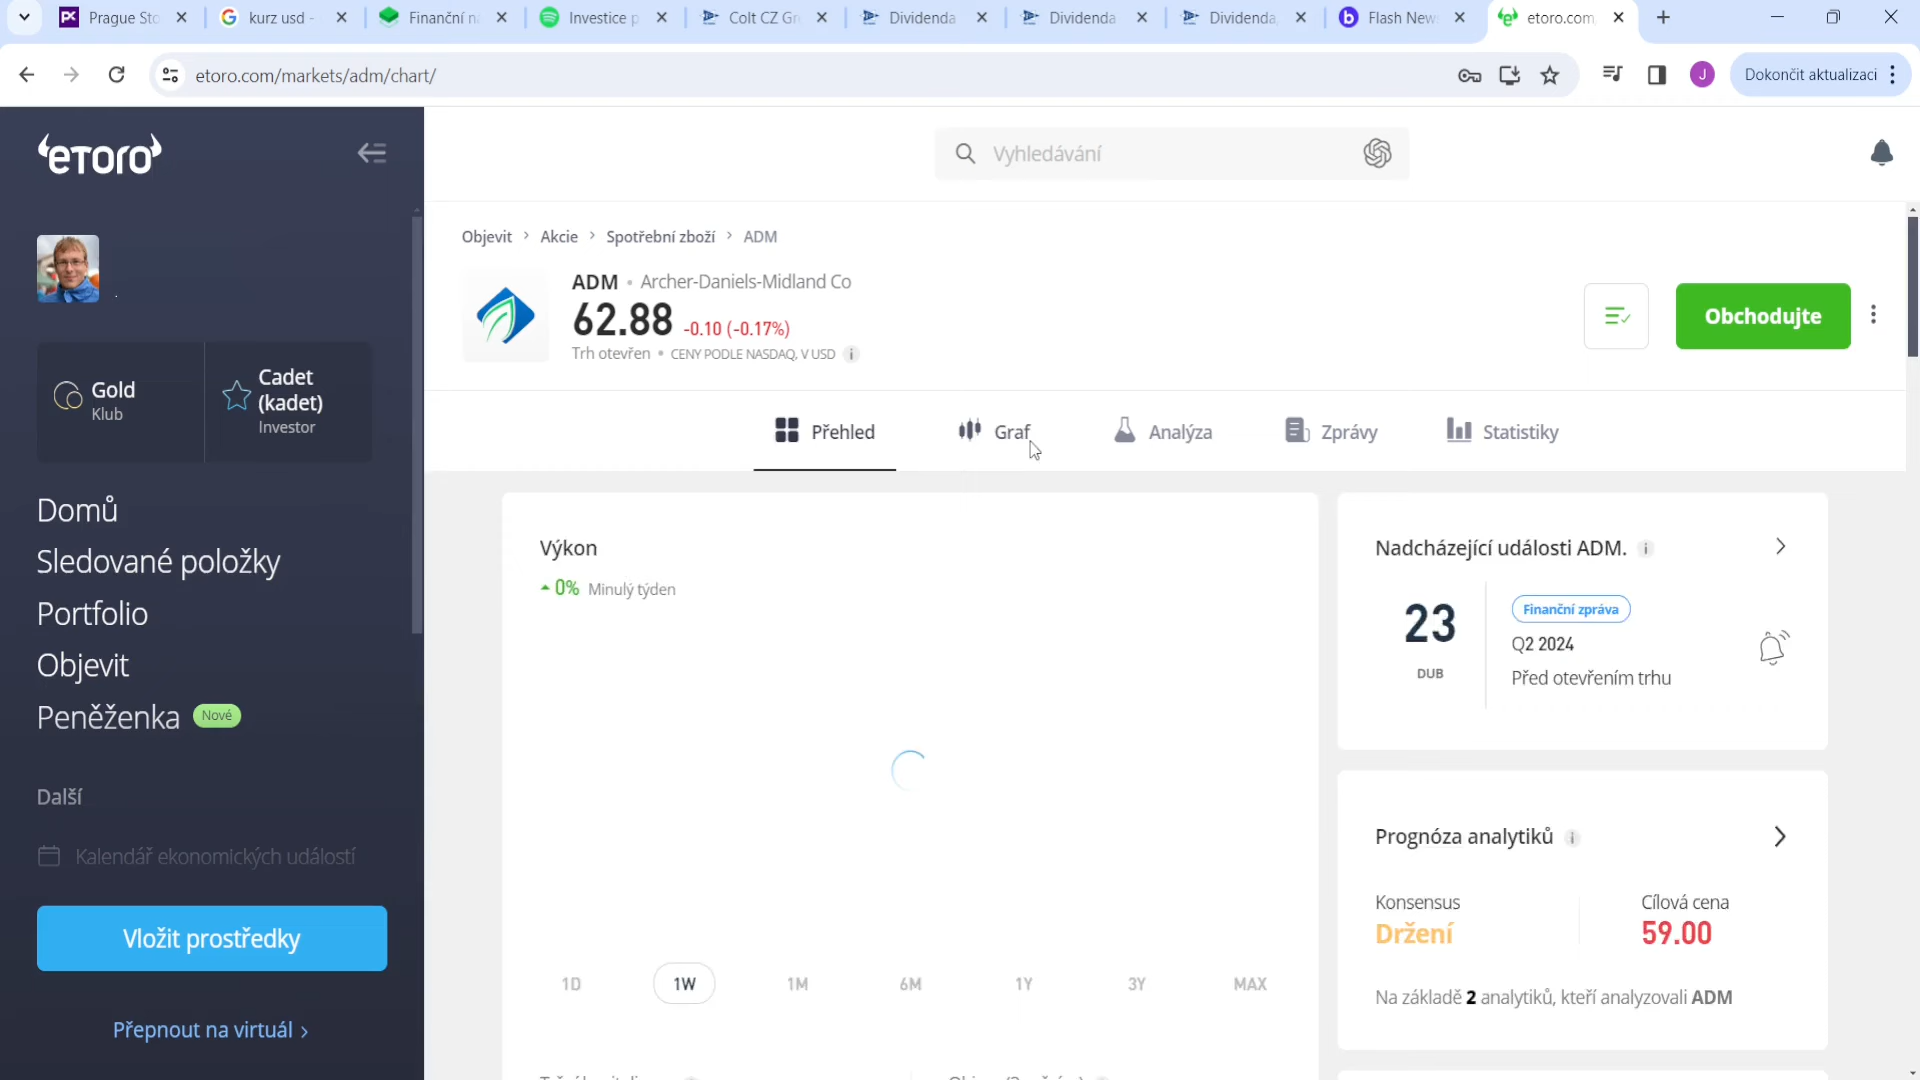 Prague Sto
kurz usd -
Finanční n
Investice p
Colt CZ Gr
Dividenda
Dividenda
Dividenda,
Flash New
etoro.com
etoro.com/markets/adm/chart/
J
Dokončit aktualizaci
etoro
Vyhledávání
Objevit
Akcie
Spotřební zboží
ADM
ADM • Archer-Daniels-Midland Co
62.88 -0.10 (-0.17%)
Trh otevřen • CENY PODLE NASDAQ, V USD
Obchodujte
Gold
Klub
Cadet
(kadet)
Investor
Přehled
Graf
Analýza
Zprávy
Statistiky
Domů
Sledované položky
Portfolio
Objevit
Peněženka Nové
Další
Kalendář ekonomických událostí
Vložit prostředky
Přepnout na virtuál ›
Výkon
0% Minulý týden
1D
1W
1M
6M
1Y
3Y
MAX
Nadcházející události ADM.
23
DUB
Finanční zpráva
Q2 2024
Před otevřením trhu
Prognóza analytiků
Konsensus
Držení
Cílová cena
59.00
Na základě 2 analytiků, kteří analyzovali ADM